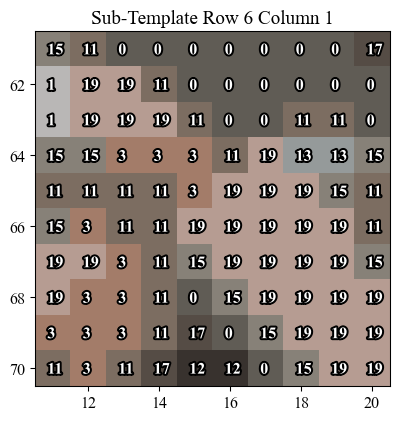 Sub-Template Row 6 Column 1
15 11 0 0 0 0 0 0 0 17
62 1 19 19 11 0 0 0 0 0 0
1 19 19 19 11 0 0 11 11 0
64 15 15 3 3 3 11 19 13 13 15
11 11 11 11 3 19 19 19 15 11
66 15 3 11 11 19 19 19 19 19 11
19 19 3 11 15 19 19 19 19 15
68 19 3 3 11 0 15 19 19 19 19
3 3 3 11 17 0 15 19 19 19
70 11 3 11 17 12 12 0 15 19 19
12 14 16 18 20